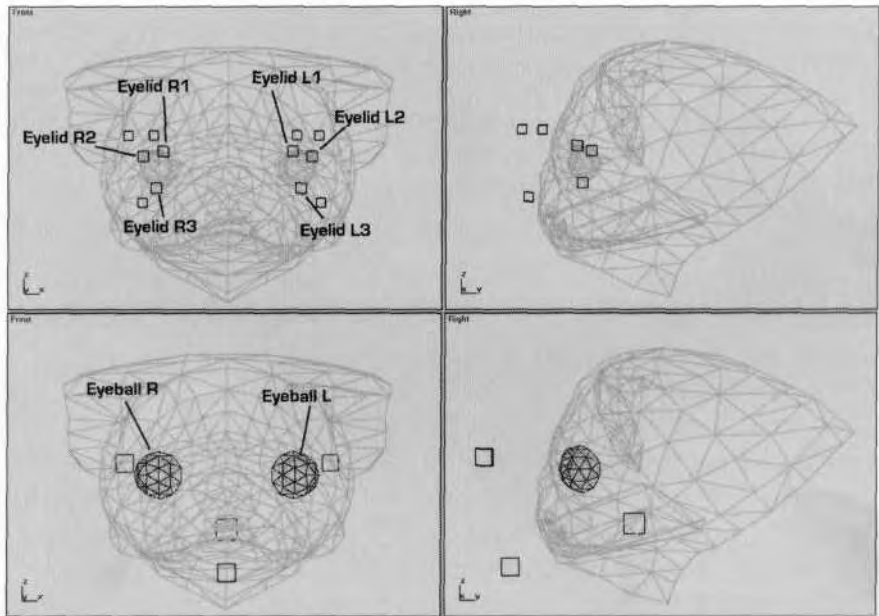 Front
Right
Eyelid R1
Eyelid L1
Eyelid R2
Eyelid L2
Eyelid R3
Eyelid L3
z
x
z
x Y
Front
Right
Eyeball R
Eyeball L
z
x
z
x Y